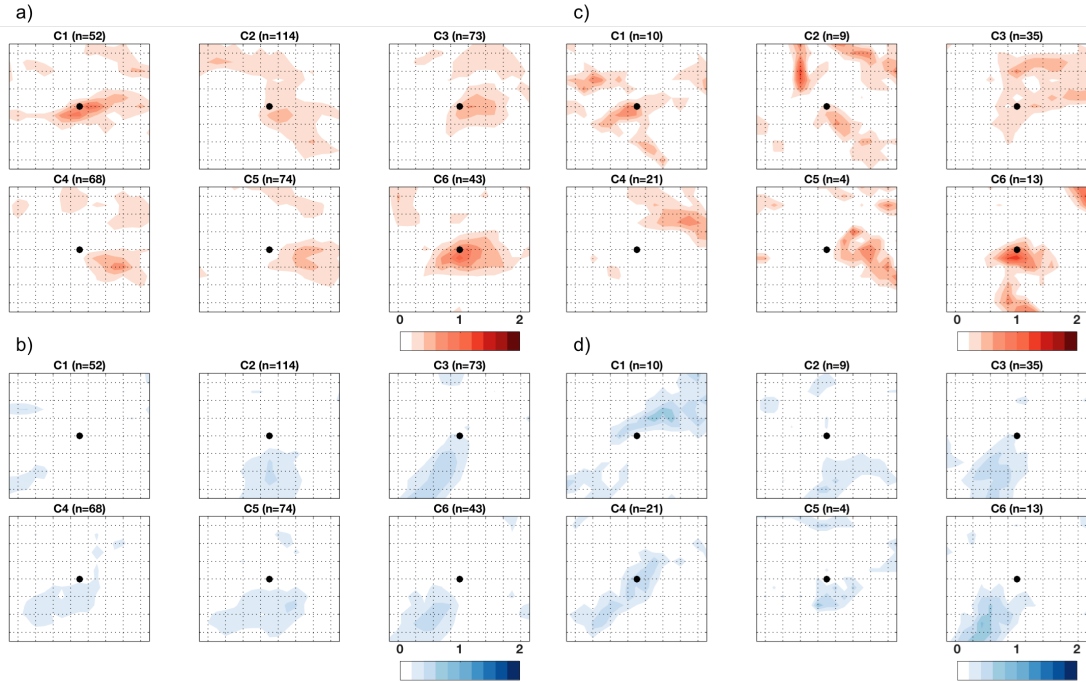 a)
C1 (n=52)
C2 (n=114)
C3 (n=73)
C4 (n=68)
C5 (n=74)
C6 (n=43)
0 1 2
c)
C1 (n=10)
C2 (n=9)
C3 (n=35)
C4 (n=21)
C5 (n=4)
C6 (n=13)
0 1 2
b)
C1 (n=52)
C2 (n=114)
C3 (n=73)
C4 (n=68)
C5 (n=74)
C6 (n=43)
0 1 2
d)
C1 (n=10)
C2 (n=9)
C3 (n=35)
C4 (n=21)
C5 (n=4)
C6 (n=13)
0 1 2